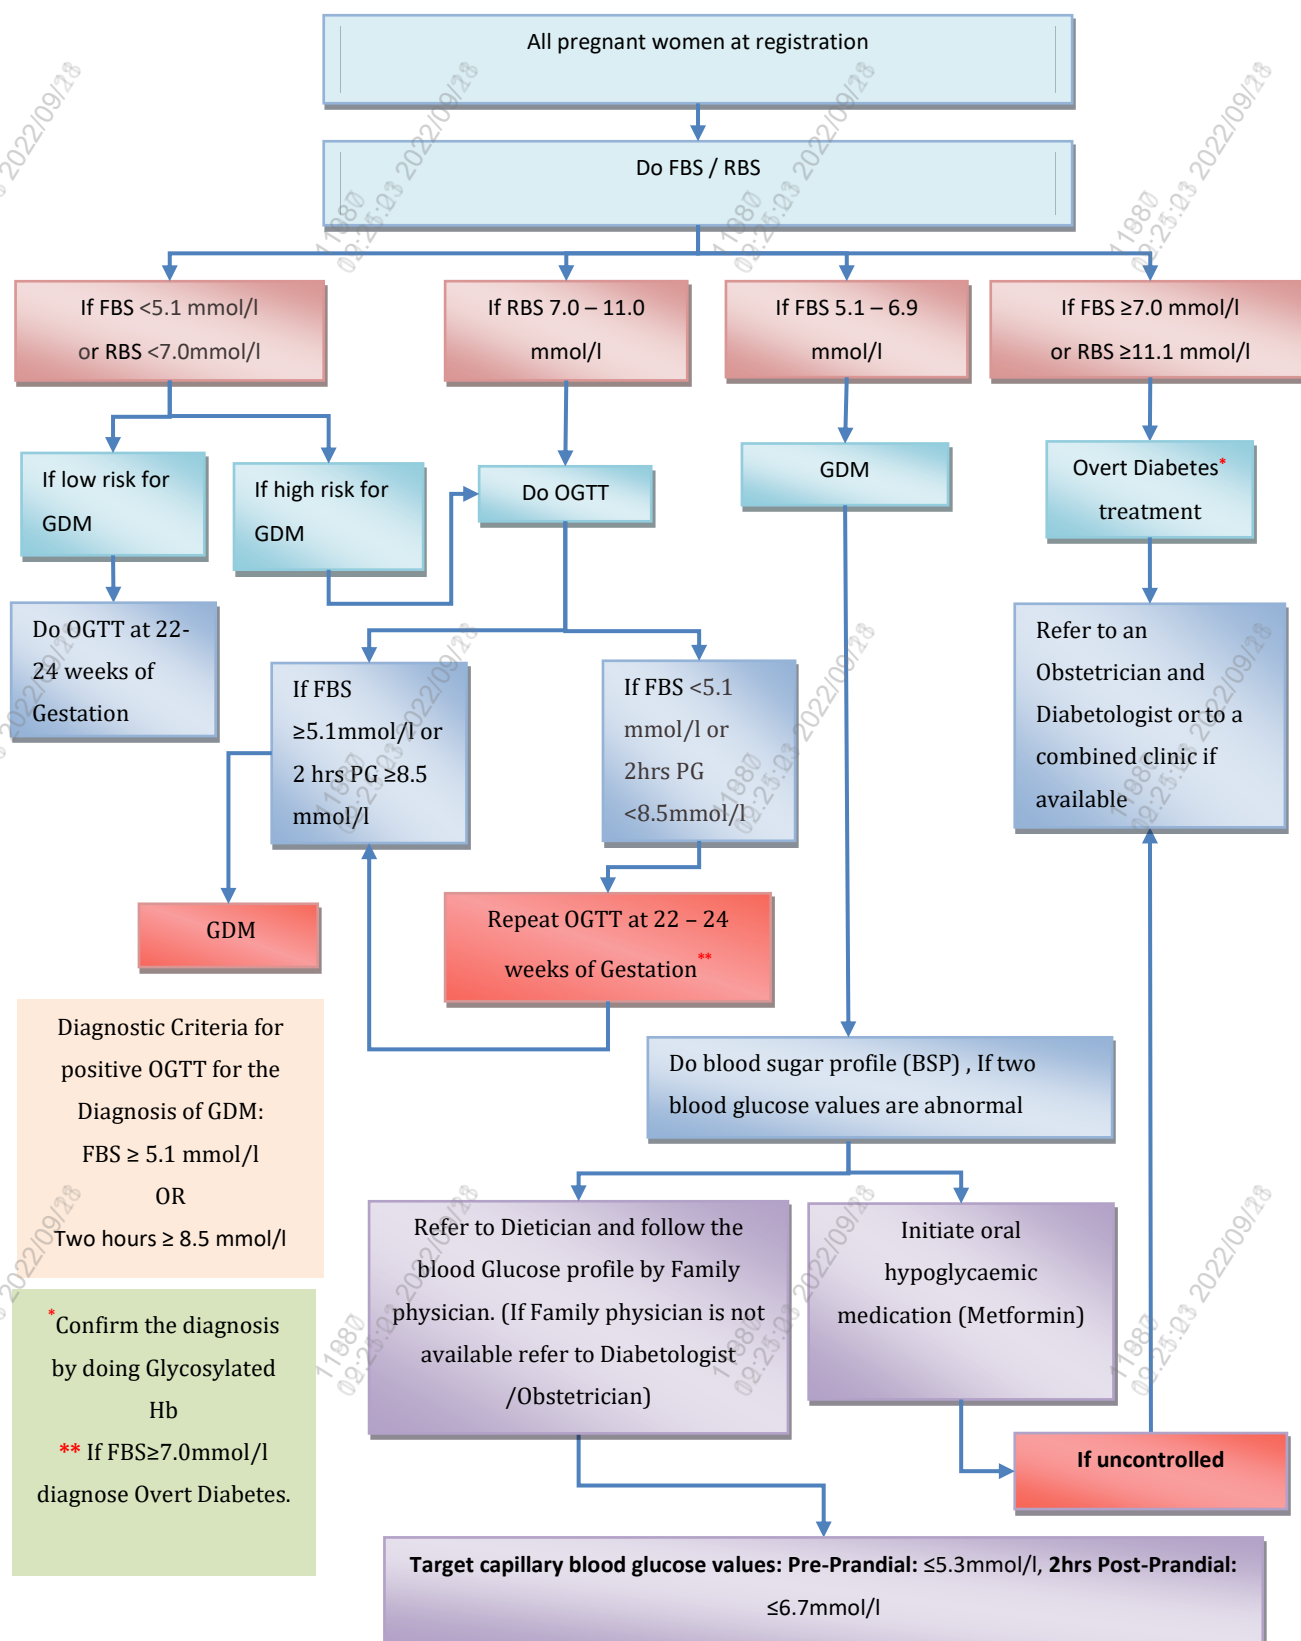 All pregnant women at registration
Do FBS / RBS
If FBS <5.1 mmol/l
or RBS <7.0mmol/l
If RBS 7.0 – 11.0
mmol/l
If FBS 5.1 – 6.9
mmol/l
If FBS ≥7.0 mmol/l
or RBS ≥11.1 mmol/l
If low risk for
GDM
If high risk for
GDM
Do OGTT
GDM
Overt Diabetes*
treatment
Do OGTT at 22-
24 weeks of
Gestation
If FBS
≥5.1mmol/l or
2 hrs PG ≥8.5
mmol/l
If FBS <5.1
mmol/l or
2hrs PG
<8.5mmol/l
Refer to an
Obstetrician and
Diabetologist or to a
combined clinic if
available
GDM
Repeat OGTT at 22 – 24
weeks of Gestation**
Diagnostic Criteria for
positive OGTT for the
Diagnosis of GDM:
FBS ≥ 5.1 mmol/l
OR
Two hours ≥ 8.5 mmol/l
Do blood sugar profile (BSP) , If two
blood glucose values are abnormal
Refer to Dietician and follow the
blood Glucose profile by Family
physician. (If Family physician is not
available refer to Diabetologist
/Obstetrician)
Initiate oral
hypoglycaemic
medication (Metformin)
*Confirm the diagnosis
by doing Glycosylated
Hb
** If FBS≥7.0mmol/l
diagnose Overt Diabetes.
If uncontrolled
Target capillary blood glucose values: Pre-Prandial: ≤5.3mmol/l, 2hrs Post-Prandial:
≤6.7mmol/l